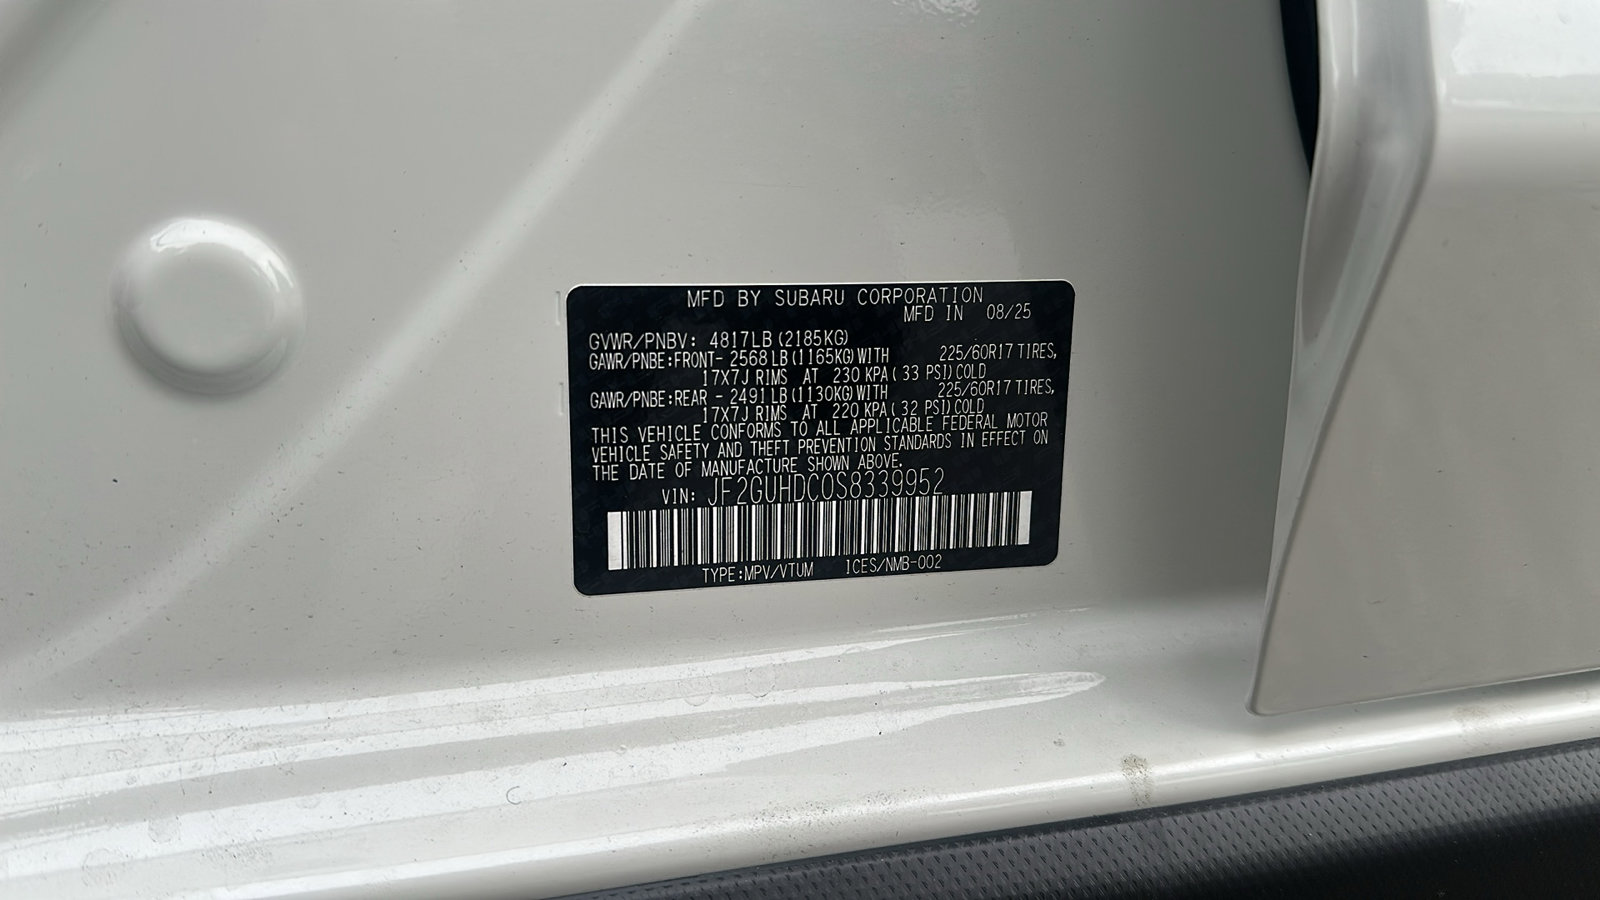 MFD BY SUBARU CORPORATION
MFD IN 08/25
GVWR/PNBV: 4817LB(2185KG)
GAWR/PNBE:FRONT- 2568LB(1165KG)WITH 225/60R17 TIRES,
17X7J RIMS AT 230 KPA( 33 PSI)COLD
GAWR/PNBE:REAR - 2491LB(1130KG)WITH 225/60R17 TIRES,
17X7J RIMS AT 220 KPA( 32 PSI)COLD
THIS VEHICLE CONFORMS TO ALL APPLICABLE FEDERAL MOTOR
VEHICLE SAFETY AND THEFT PREVENTION STANDARDS IN EFFECT ON
THE DATE OF MANUFACTURE SHOWN ABOVE.
VIN: JF2GUHDC0S8339952
TYPE:MPV/VTUM ICES/NMB-002